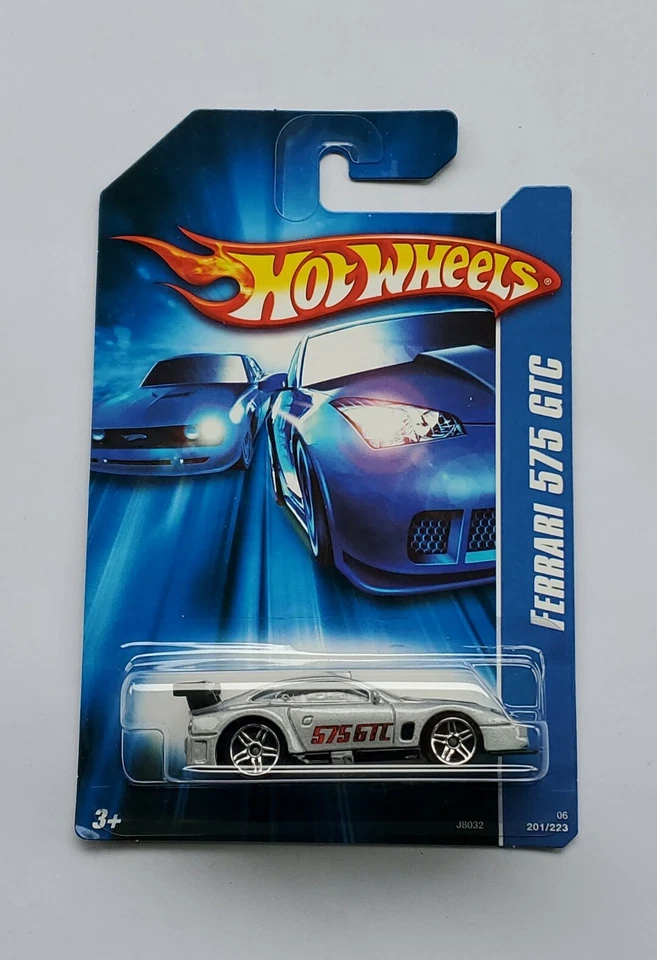 HOT WHEELS®
FERRARI 575 GTC
575 GTC
3+
J8032
06
201/223